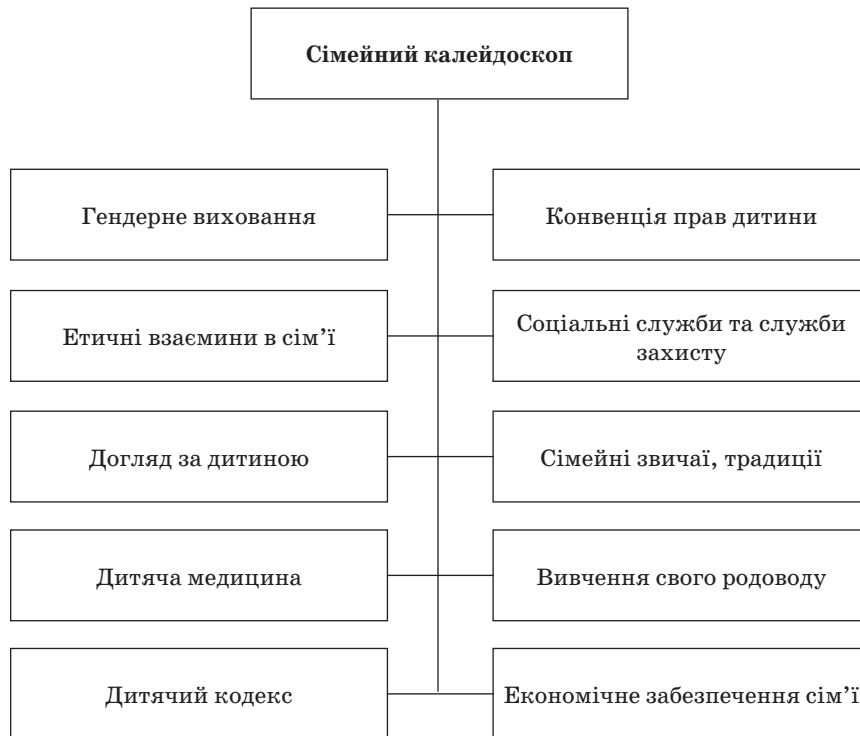 Сімейний калейдоскоп
Гендерне виховання
Конвенція прав дитини
Етичні взаємини в сім’ї
Соціальні служби та служби
захисту
Догляд за дитиною
Сімейні звичаї, традиції
Дитяча медицина
Вивчення свого родоводу
Дитячий кодекс
Економічне забезпечення сім’ї